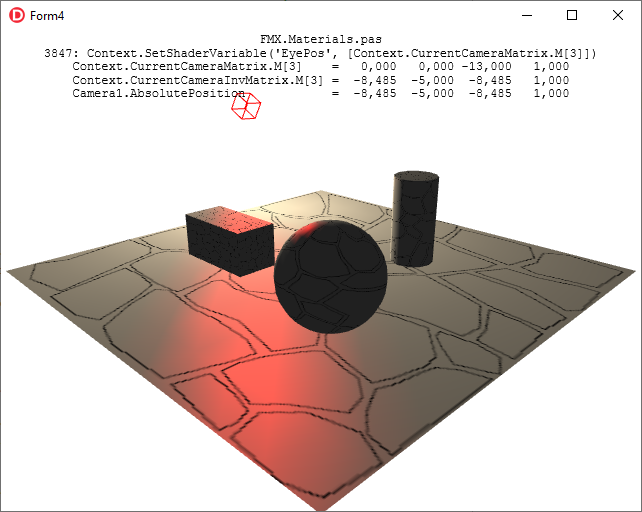 Form4
FMX.Materials.pas
3847: Context.SetShaderVariable('EyePos', [Context.CurrentCameraMatrix.M[3]])
Context.CurrentCameraMatrix.M[3] = 0,000 0,000 -13,000 1,000
Context.CurrentCameraInvMatrix.M[3] = -8,485 -5,000 -8,485 1,000
Camera1.AbsolutePosition = -8,485 -5,000 -8,485 1,000